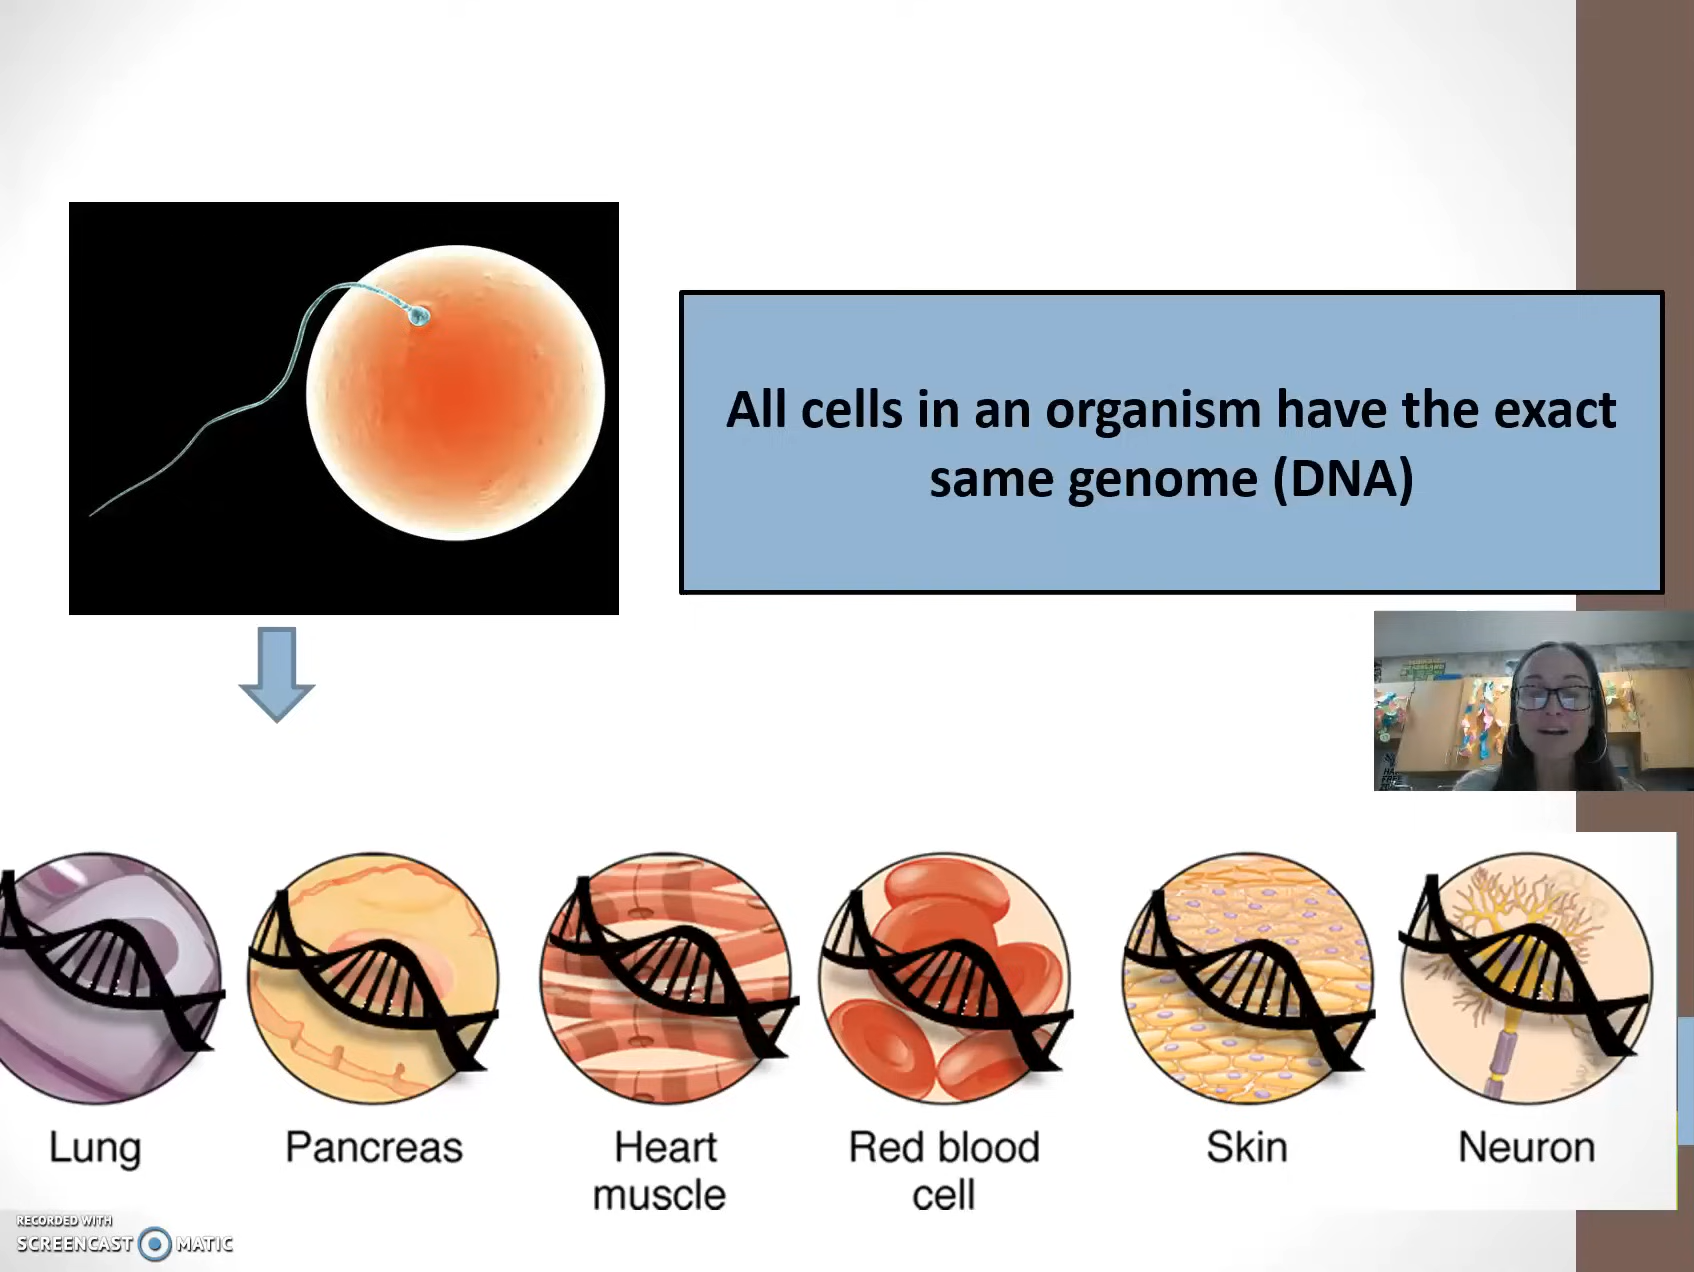 All cells in an organism have the exact
same genome (DNA)
Lung
Pancreas
Heart
muscle
Red blood
cell
Skin
Neuron
RECORDED WITH
SCREENCAST MATIC